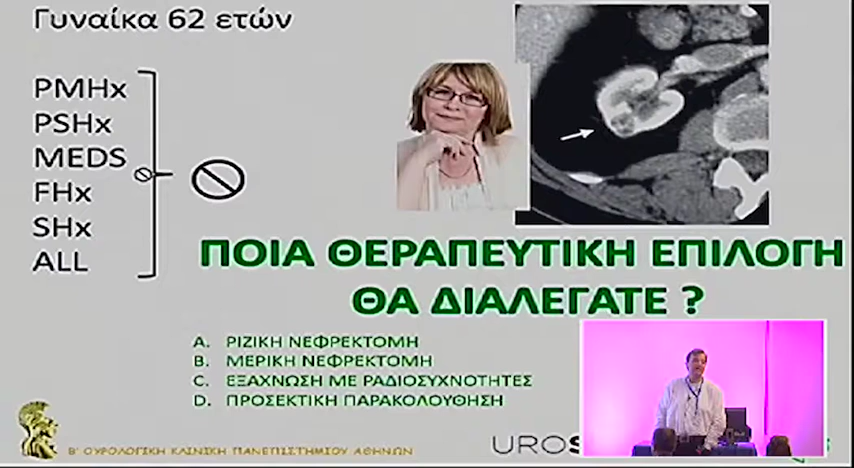 Γυναίκα 62 ετών
PMHx
PSHx
MEDS
FHx
SHx
ALL
ΠΟΙΑ ΘΕΡΑΠΕΥΤΙΚΗ ΕΠΙΛΟΓΗ
ΘΑ ΔΙΑΛΕΓΑΤΕ ?
A. ΡΙΖΙΚΗ ΝΕΦΡΕΚΤΟΜΗ
B. ΜΕΡΙΚΗ ΝΕΦΡΕΚΤΟΜΗ
C. ΕΞΑΧΝΩΣΗ ΜΕ ΡΑΔΙΟΣΥΧΝΟΤΗΤΕΣ
D. ΠΡΟΣΕΚΤΙΚΗ ΠΑΡΑΚΟΛΟΥΘΗΣΗ
Β' ΟΥΡΟΛΟΓΙΚΗ ΚΛΙΝΙΚΗ ΠΑΝΕΠΙΣΤΗΜΙΟΥ ΑΘΗΝΩΝ